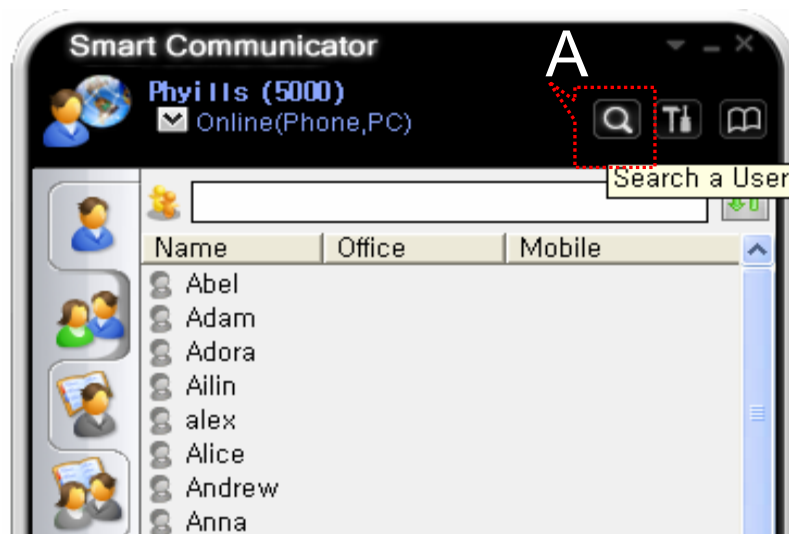 Smart Communicator
A
Phyills (5000)
Online(Phone,PC)
Search a User
Name Office Mobile
Abel
Adam
Adora
Ailin
alex
Alice
Andrew
Anna